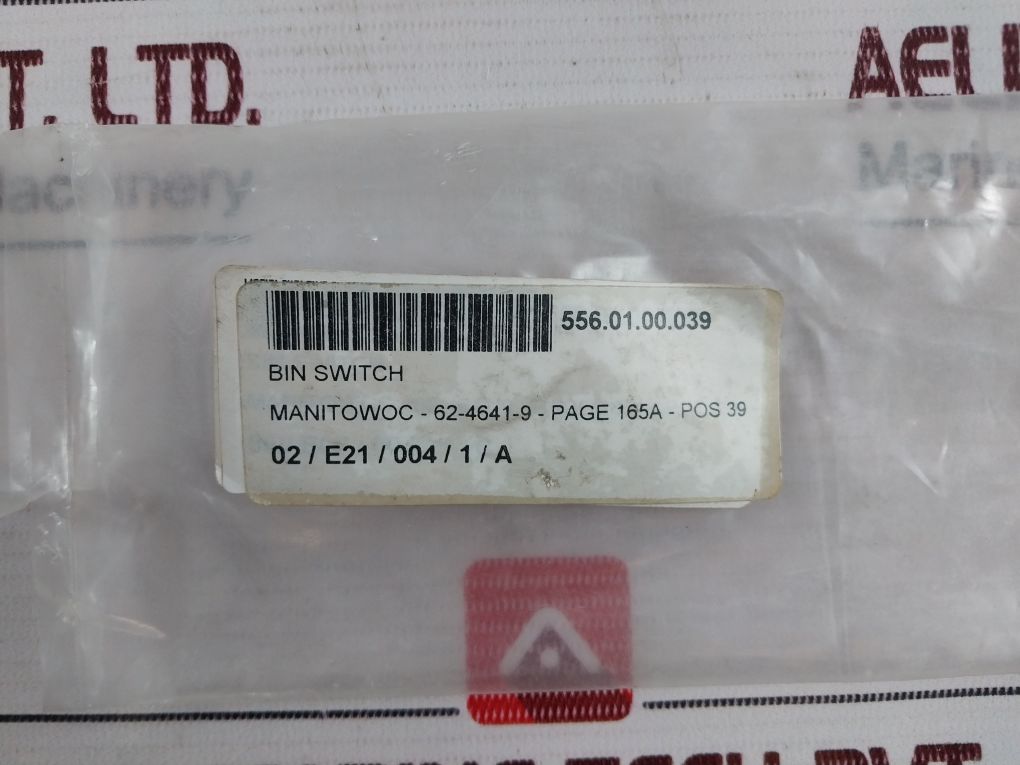 T. LTD.
Machinery
556.01.00.039
BIN SWITCH
MANITOWOC - 62-4641-9 - PAGE 165A - POS 39
02 / E21 / 004 / 1 / A